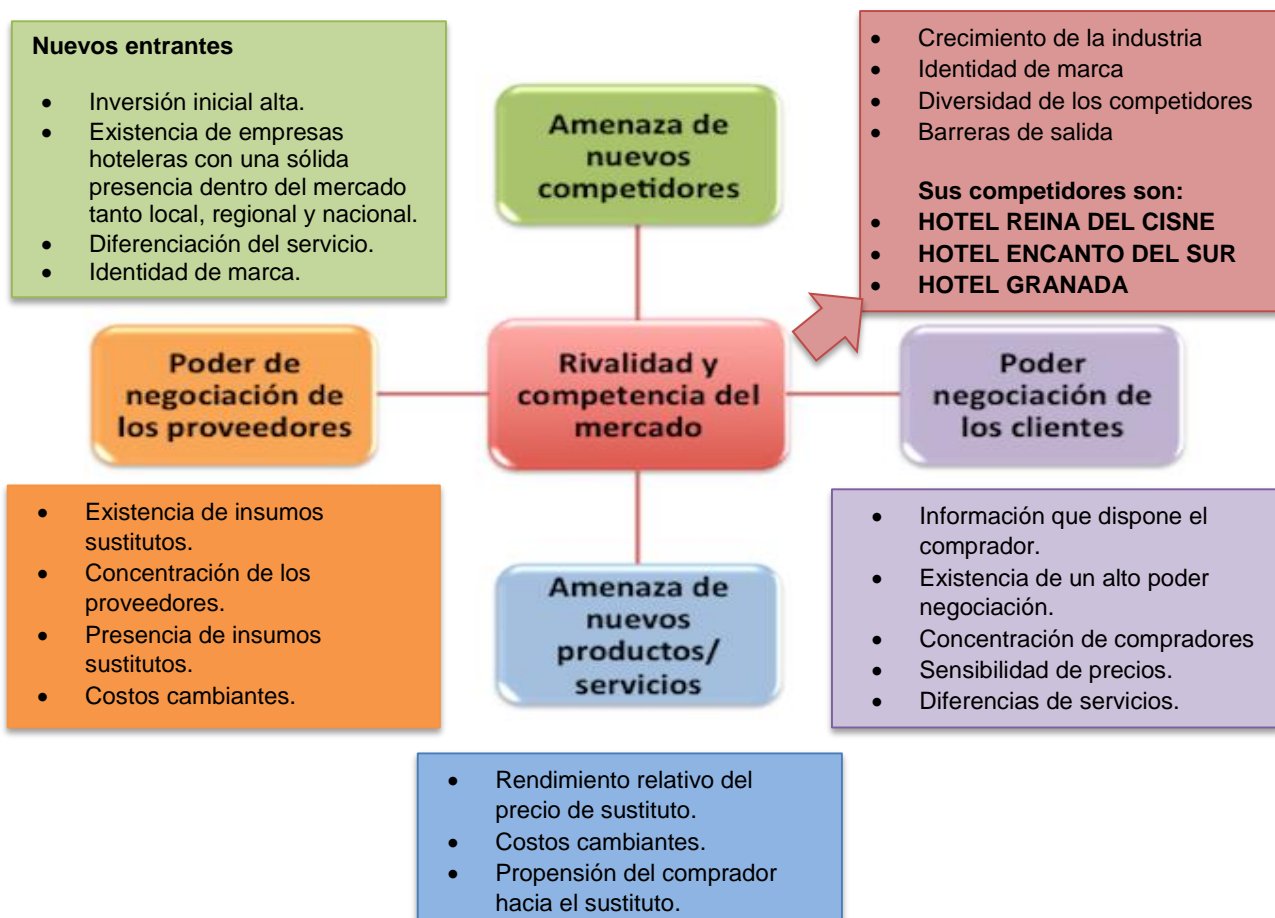 Nuevos entrantes
• Inversión inicial alta.
• Existencia de empresas
hoteleras con una sólida
presencia dentro del mercado
tanto local, regional y nacional.
• Diferenciación del servicio.
• Identidad de marca.
Amenaza de
nuevos
competidores
• Crecimiento de la industria
• Identidad de marca
• Diversidad de los competidores
• Barreras de salida
Sus competidores son:
• HOTEL REINA DEL CISNE
• HOTEL ENCANTO DEL SUR
• HOTEL GRANADA
Poder de
negociación de
los proveedores
Rivalidad y
competencia del
mercado
Poder
negociación de
los clientes
• Existencia de insumos
sustitutos.
• Concentración de los
proveedores.
• Presencia de insumos
sustitutos.
• Costos cambiantes.
Amenaza de
nuevos
productos/
servicios
• Información que dispone el
comprador.
• Existencia de un alto poder
negociación.
• Concentración de compradores
• Sensibilidad de precios.
• Diferencias de servicios.
• Rendimiento relativo del
precio de sustituto.
• Costos cambiantes.
• Propensión del comprador
hacia el sustituto.